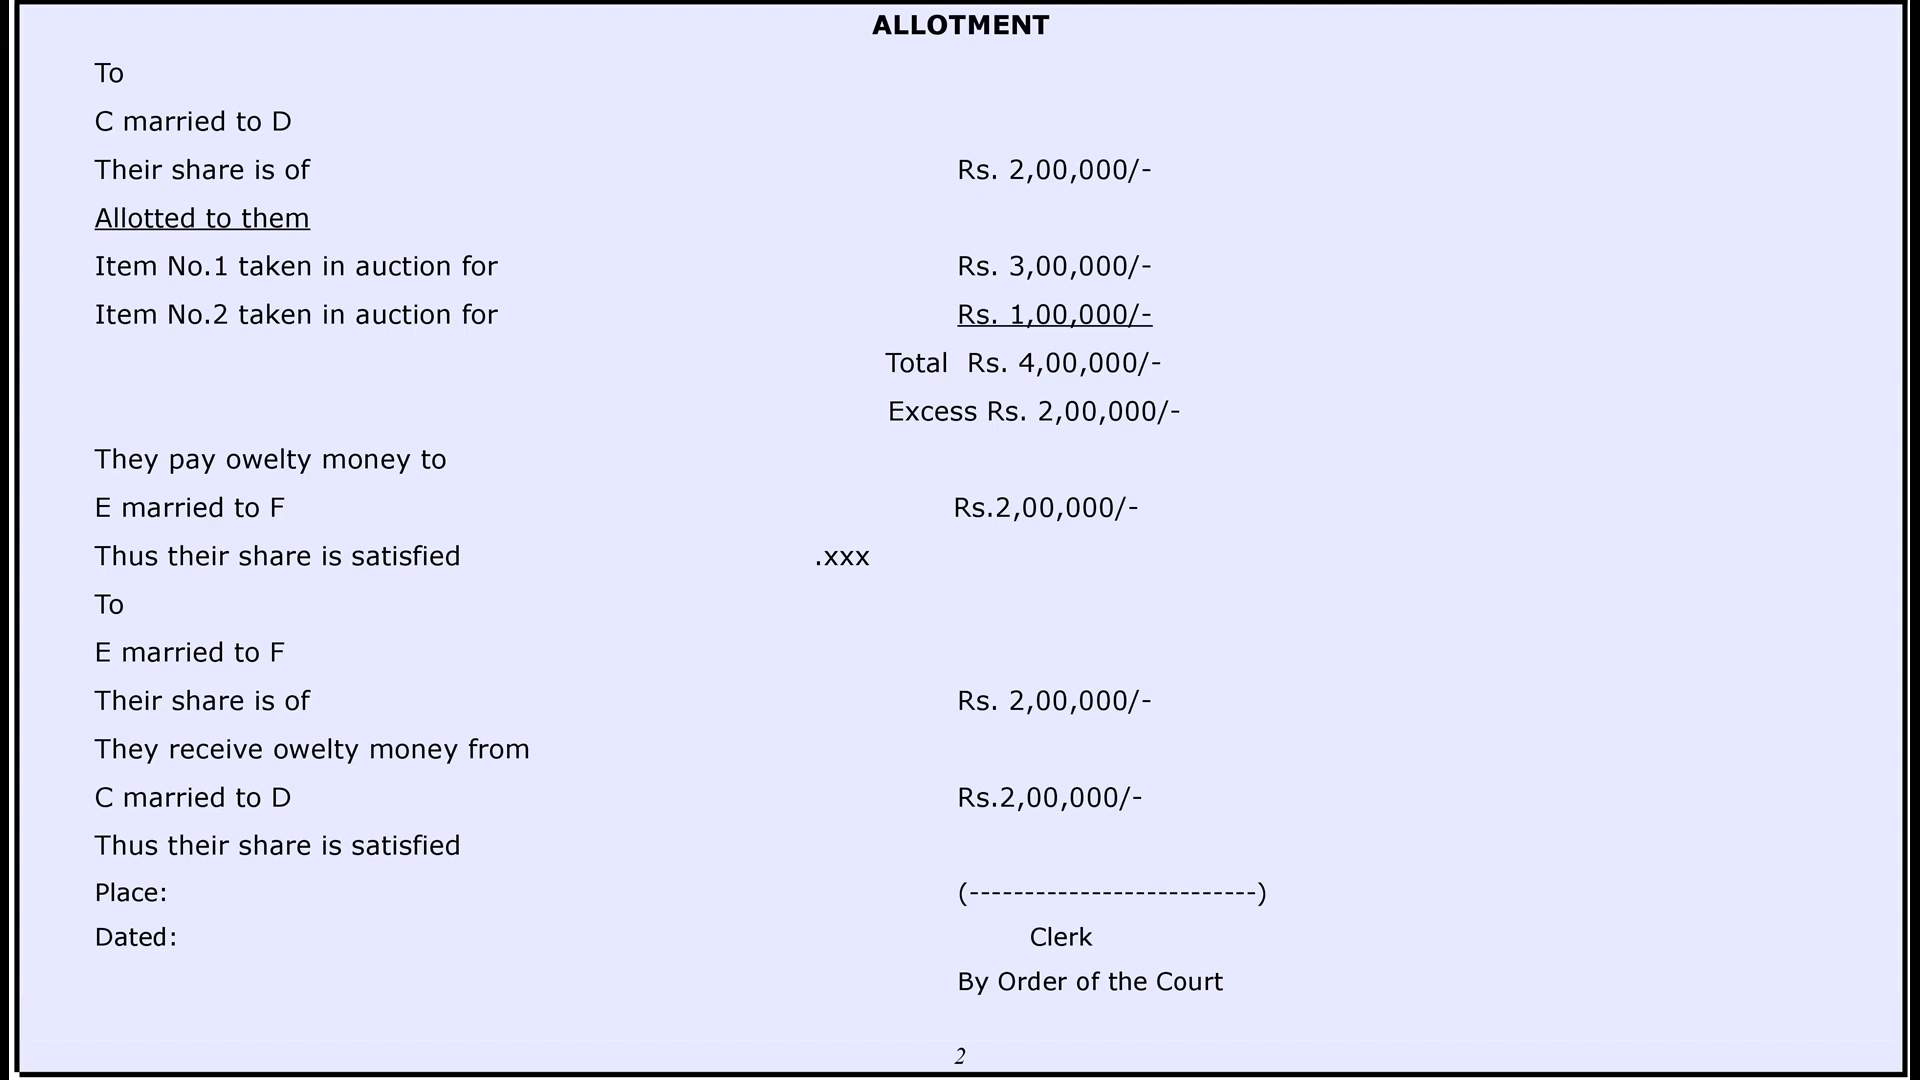 ALLOTMENT
To
C married to D
Their share is of Rs. 2,00,000/-
Allotted to them
Item No.1 taken in auction for Rs. 3,00,000/-
Item No.2 taken in auction for Rs. 1,00,000/-
Total Rs. 4,00,000/-
Excess Rs. 2,00,000/-
They pay owelty money to
E married to F Rs.2,00,000/-
Thus their share is satisfied .xxx
To
E married to F
Their share is of Rs. 2,00,000/-
They receive owelty money from
C married to D Rs.2,00,000/-
Thus their share is satisfied
Place: (--------------------------)
Dated: Clerk
By Order of the Court
2